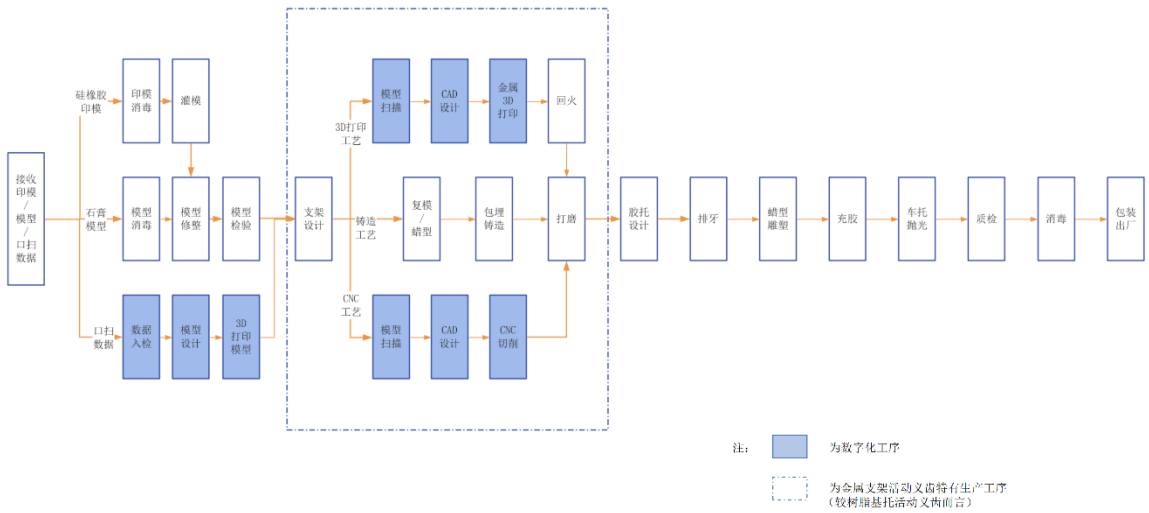 接收
印模
/
模型
/
口扫
数据
硅橡胶
印模
印模
消毒
灌模
石膏
模型
模型
消毒
模型
修整
模型
检验
口扫
数据
数据
入检
模型
设计
3D
打印
模型
支架
设计
3D打印
工艺
模型
扫描
CAD
设计
金属
3D
打印
回火
铸造
工艺
复模
/
蜡型
包埋
铸造
打磨
CNC
工艺
模型
扫描
CAD
设计
CNC
切削
胶托
设计
排牙
蜡型
雕塑
充胶
车托
抛光
质检
消毒
包装
出厂
注:
为数字化工序
为金属支架活动义齿特有生产工序
(较树脂基托活动义齿而言)